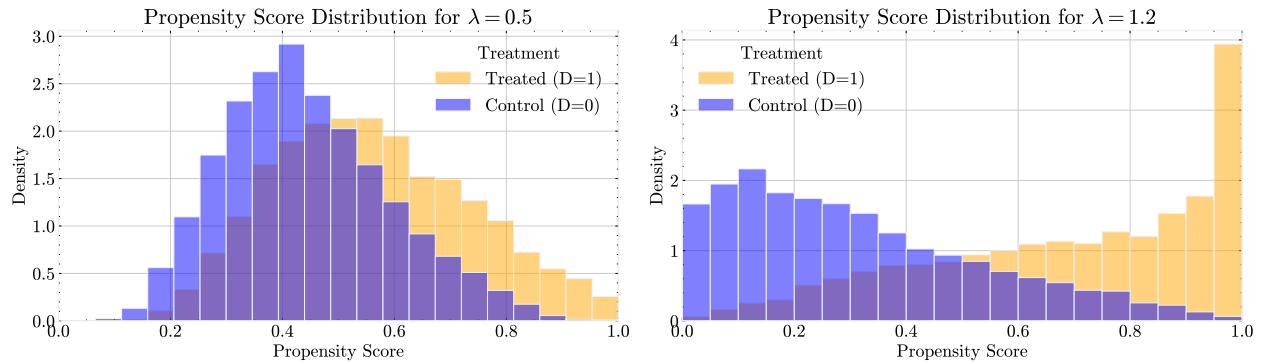 Propensity Score Distribution for λ = 0.5
3.0
2.5
2.0
1.5
1.0
0.5
0.0
Density
Treatment
Treated (D=1)
Control (D=0)
0.0 0.2 0.4 0.6 0.8 1.0
Propensity Score
Propensity Score Distribution for λ = 1.2
4
3
2
1
0
Density
Treatment
Treated (D=1)
Control (D=0)
0.0 0.2 0.4 0.6 0.8 1.0
Propensity Score